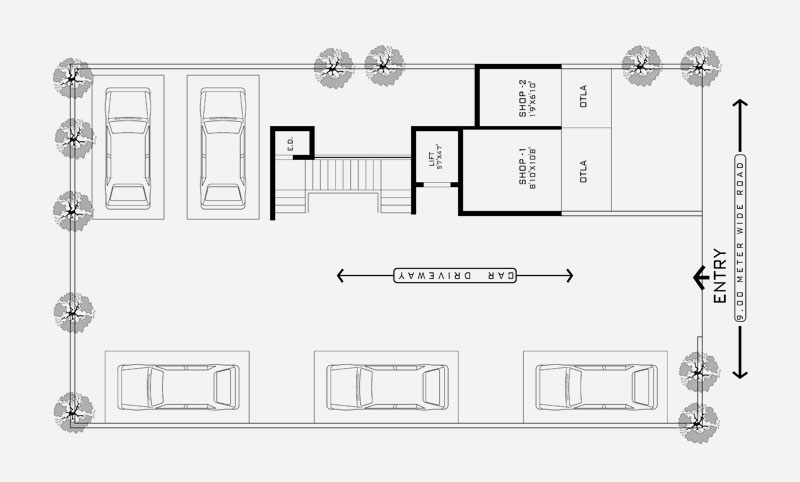 SHOP -2
19'X6'10"
OTLA
E.D.
LIFT
5'7'X4'7'
SHOP -1
8'10'X10'8'
OTLA
CAR DRIVEWAY
ENTRY
9.00 METER WIDE ROAD